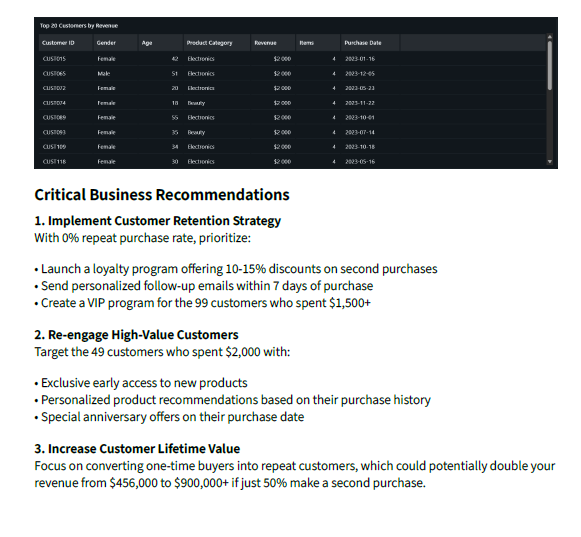 Top 20 Customers by Revenue
Customer ID Gender Age Product Category Revenue Items Purchase Date
CUST015 Female 42 Electronics $2 000 4 2023-01-16
CUST065 Male 51 Electronics $2 000 4 2023-12-05
CUST072 Female 20 Electronics $2 000 4 2023-05-23
CUST074 Female 18 Beauty $2 000 4 2023-11-22
CUST089 Female 55 Electronics $2 000 4 2023-10-01
CUST093 Female 35 Beauty $2 000 4 2023-07-14
CUST109 Female 34 Electronics $2 000 4 2023-10-18
CUST118 Female 30 Electronics $2 000 4 2023-05-16
Critical Business Recommendations
1. Implement Customer Retention Strategy
With 0% repeat purchase rate, prioritize:
• Launch a loyalty program offering 10-15% discounts on second purchases
• Send personalized follow-up emails within 7 days of purchase
• Create a VIP program for the 99 customers who spent $1,500+
2. Re-engage High-Value Customers
Target the 49 customers who spent $2,000 with:
• Exclusive early access to new products
• Personalized product recommendations based on their purchase history
• Special anniversary offers on their purchase date
3. Increase Customer Lifetime Value
Focus on converting one-time buyers into repeat customers, which could potentially double your
revenue from $456,000 to $900,000+ if just 50% make a second purchase.